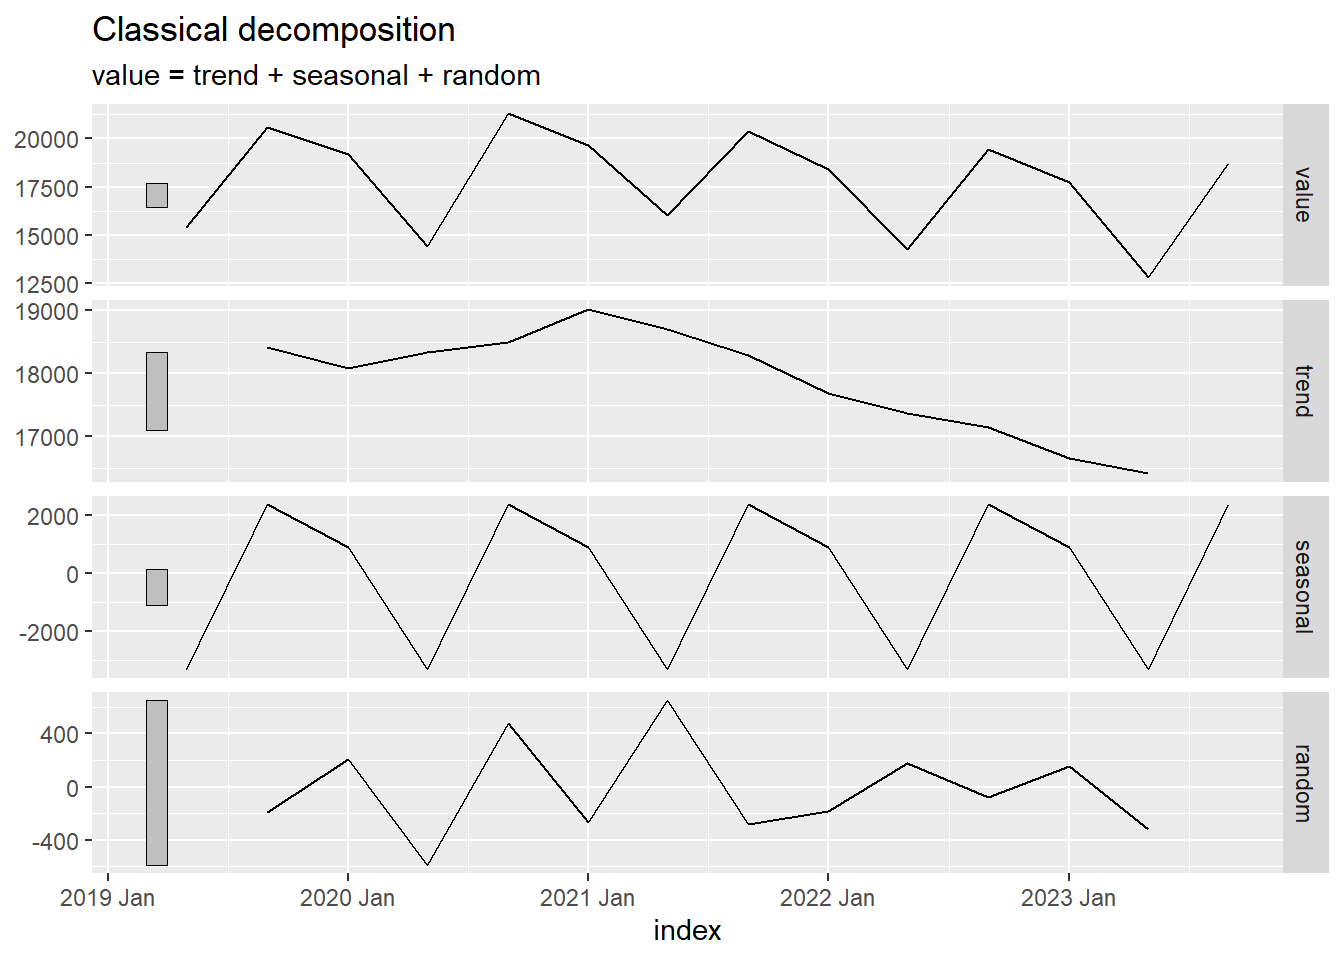 Classical decomposition
value = trend + seasonal + random
20000
17500
15000
12500
value
19000
18000
17000
trend
2000
0
-2000
seasonal
400
0
-400
random
2019 Jan 2020 Jan 2021 Jan 2022 Jan 2023 Jan
index